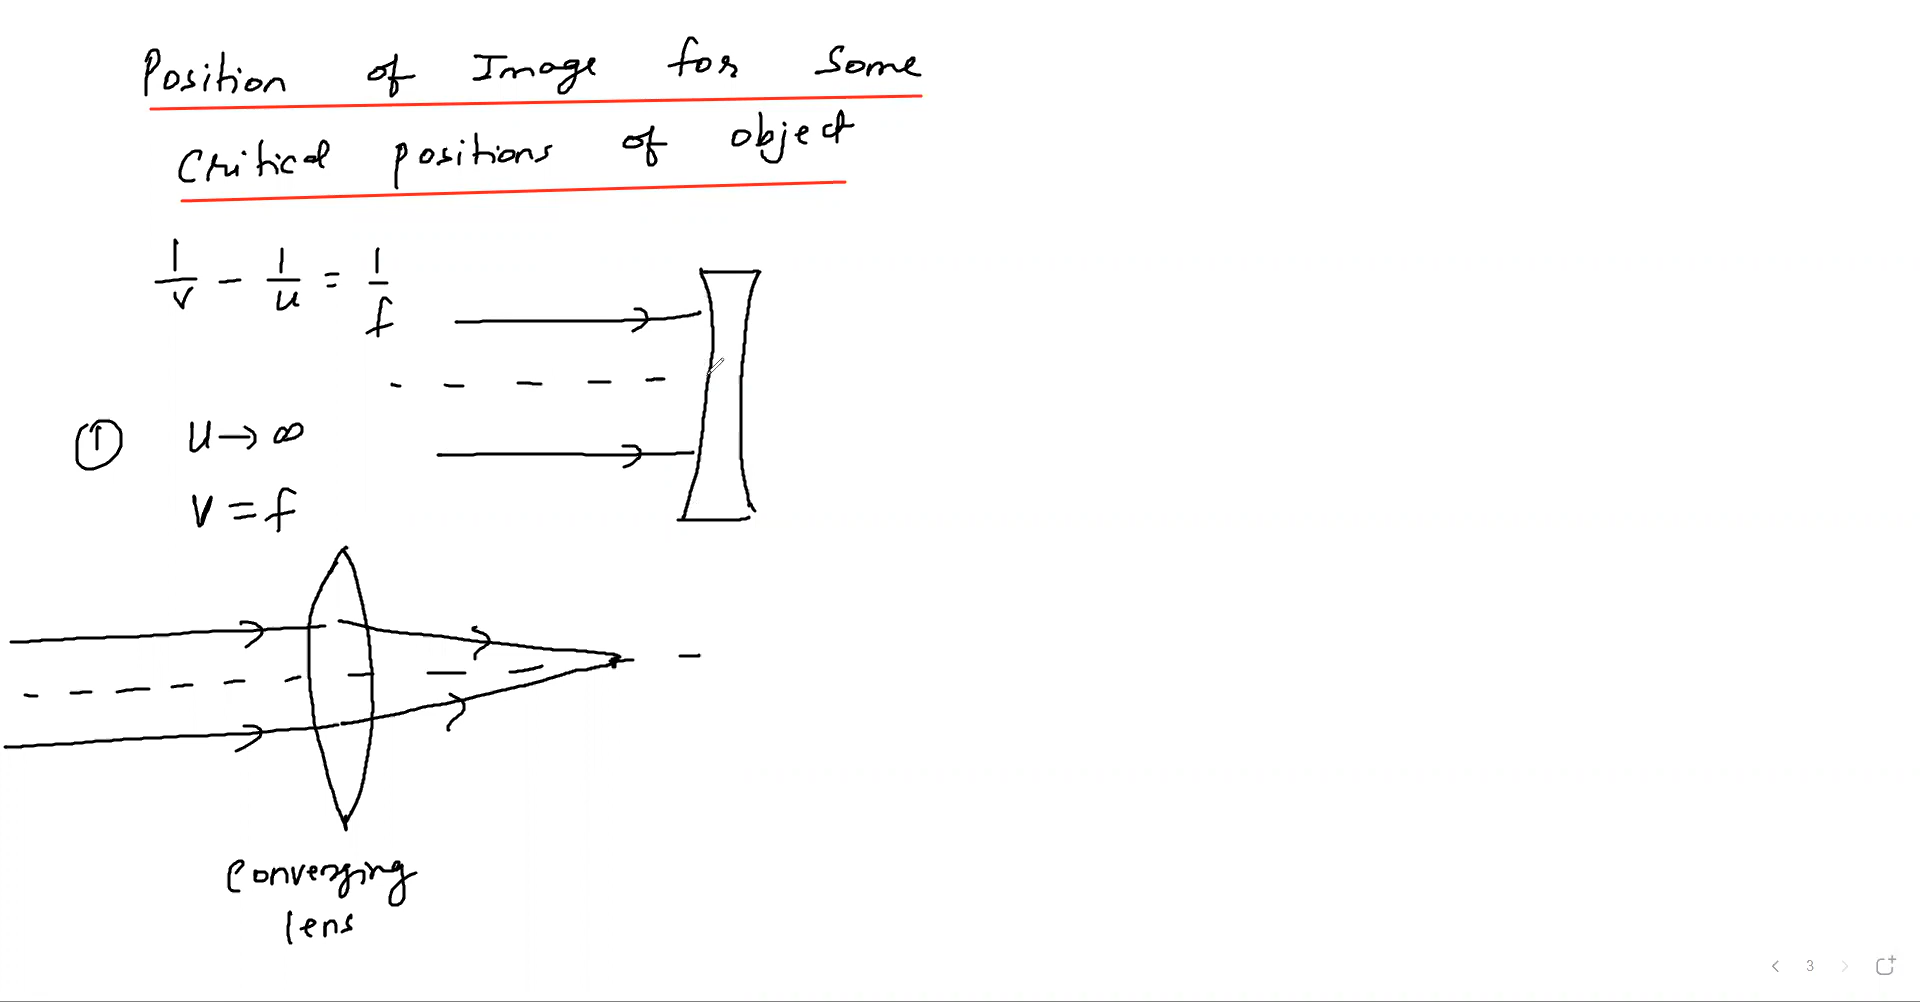 Position of Image for Some
Critical positions of object
1/v - 1/u = 1/f
① u → ∞
v = f
Converging
lens
3